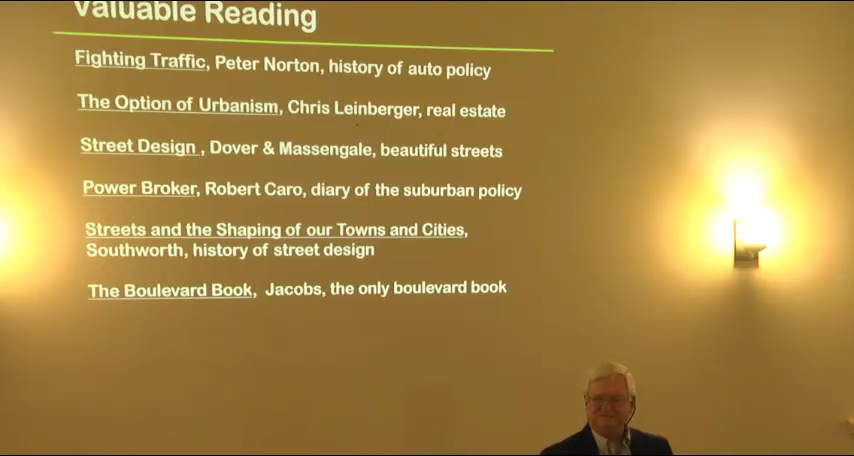 Valuable Reading
Fighting Traffic, Peter Norton, history of auto policy
The Option of Urbanism, Chris Leinberger, real estate
Street Design , Dover & Massengale, beautiful streets
Power Broker, Robert Caro, diary of the suburban policy
Streets and the Shaping of our Towns and Cities,
Southworth, history of street design
The Boulevard Book, Jacobs, the only boulevard book